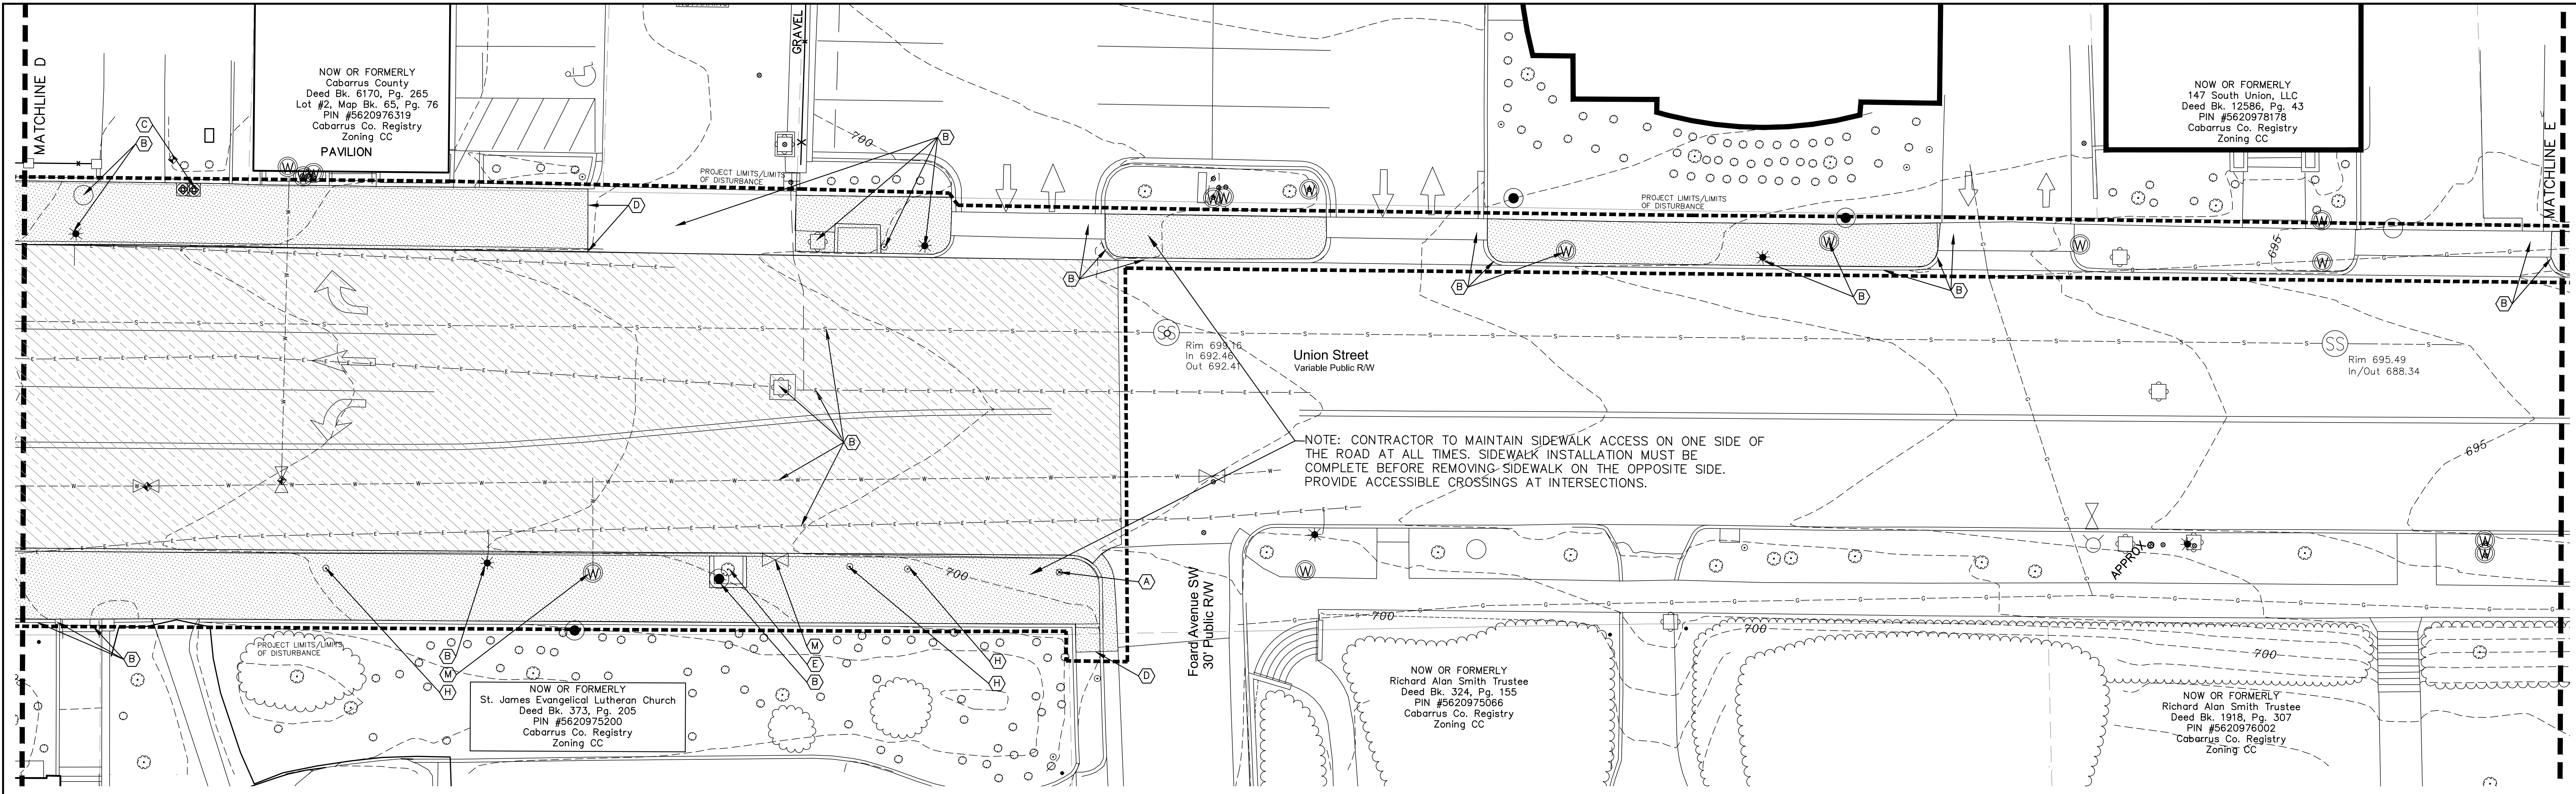 MATCHLINE D
NOW OR FORMERLY
Cabarrus County
Deed Bk. 6170, Pg. 265
Lot #2, Map Bk. 65, Pg. 76
PIN #5620976319
Cabarrus Co. Registry
Zoning CC
PAVILION
GRAVEL
700
PROJECT LIMITS/LIMITS
OF DISTURBANCE
PROJECT LIMITS/LIMITS
OF DISTURBANCE
NOW OR FORMERLY
147 South Union, LLC
Deed Bk. 12586, Pg. 43
PIN #5620978178
Cabarrus Co. Registry
Zoning CC
MATCHLINE E
695
C
B
D
B
B
B
B
B
B
SS
Rim 699.16
In 692.46
Out 692.41
Union Street
Variable Public R/W
SS
Rim 695.49
In/Out 688.34
B
NOTE: CONTRACTOR TO MAINTAIN SIDEWALK ACCESS ON ONE SIDE OF
THE ROAD AT ALL TIMES. SIDEWALK INSTALLATION MUST BE
COMPLETE BEFORE REMOVING SIDEWALK ON THE OPPOSITE SIDE.
PROVIDE ACCESSIBLE CROSSINGS AT INTERSECTIONS.
695
APPROX
700
A
Foard Avenue SW
30' Public R/W
PROJECT LIMITS/LIMITS
OF DISTURBANCE
B
B
M
H
M
E
B
H
H
D
NOW OR FORMERLY
St. James Evangelical Lutheran Church
Deed Bk. 373, Pg. 205
PIN #5620975200
Cabarrus Co. Registry
Zoning CC
700
NOW OR FORMERLY
Richard Alan Smith Trustee
Deed Bk. 324, Pg. 155
PIN #5620975066
Cabarrus Co. Registry
Zoning CC
700
700
NOW OR FORMERLY
Richard Alan Smith Trustee
Deed Bk. 1918, Pg. 307
PIN #5620976002
Cabarrus Co. Registry
Zoning CC